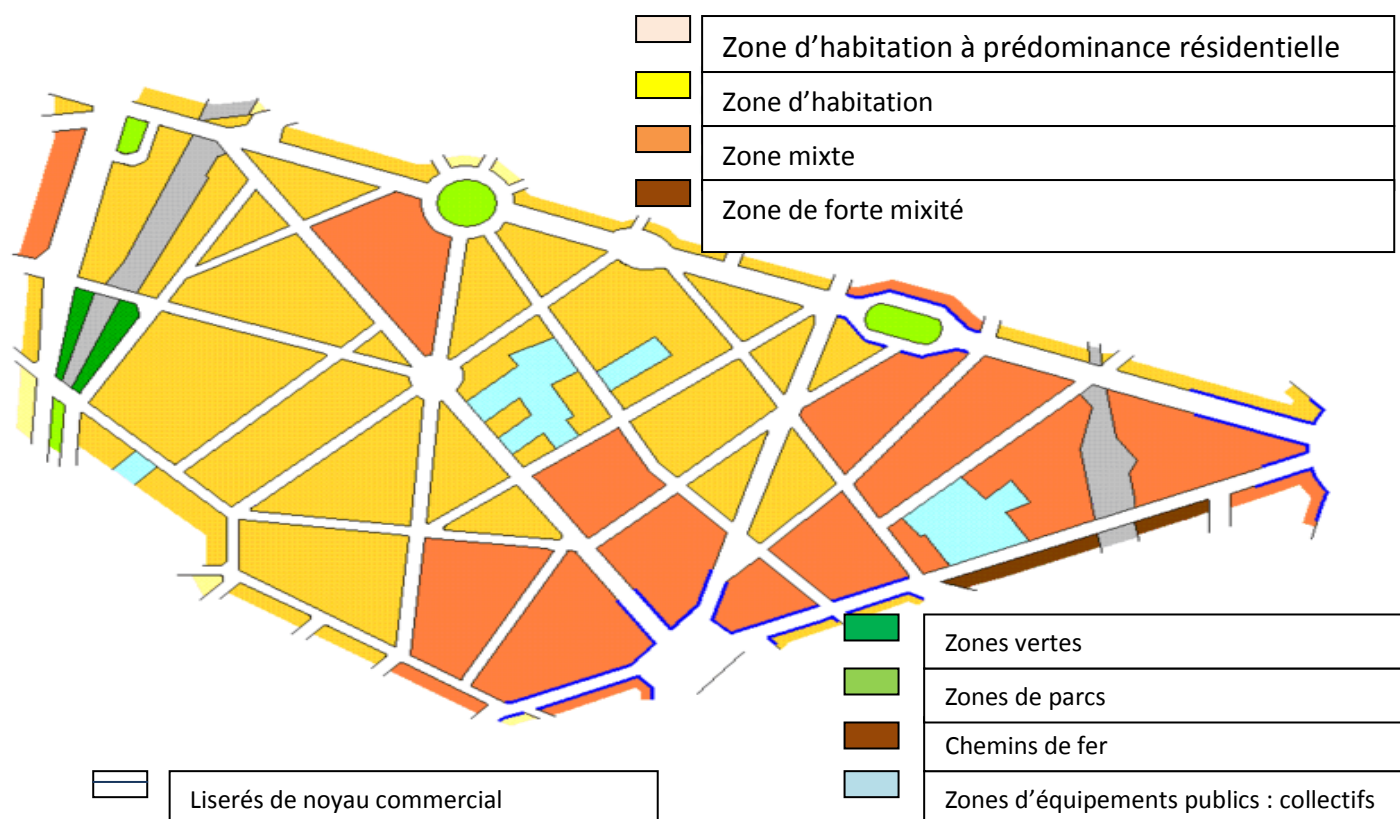 Zone d’habitation à prédominance résidentielle
Zone d’habitation
Zone mixte
Zone de forte mixité
Zones vertes
Zones de parcs
Chemins de fer
Liserés de noyau commercial
Zones d’équipements publics : collectifs